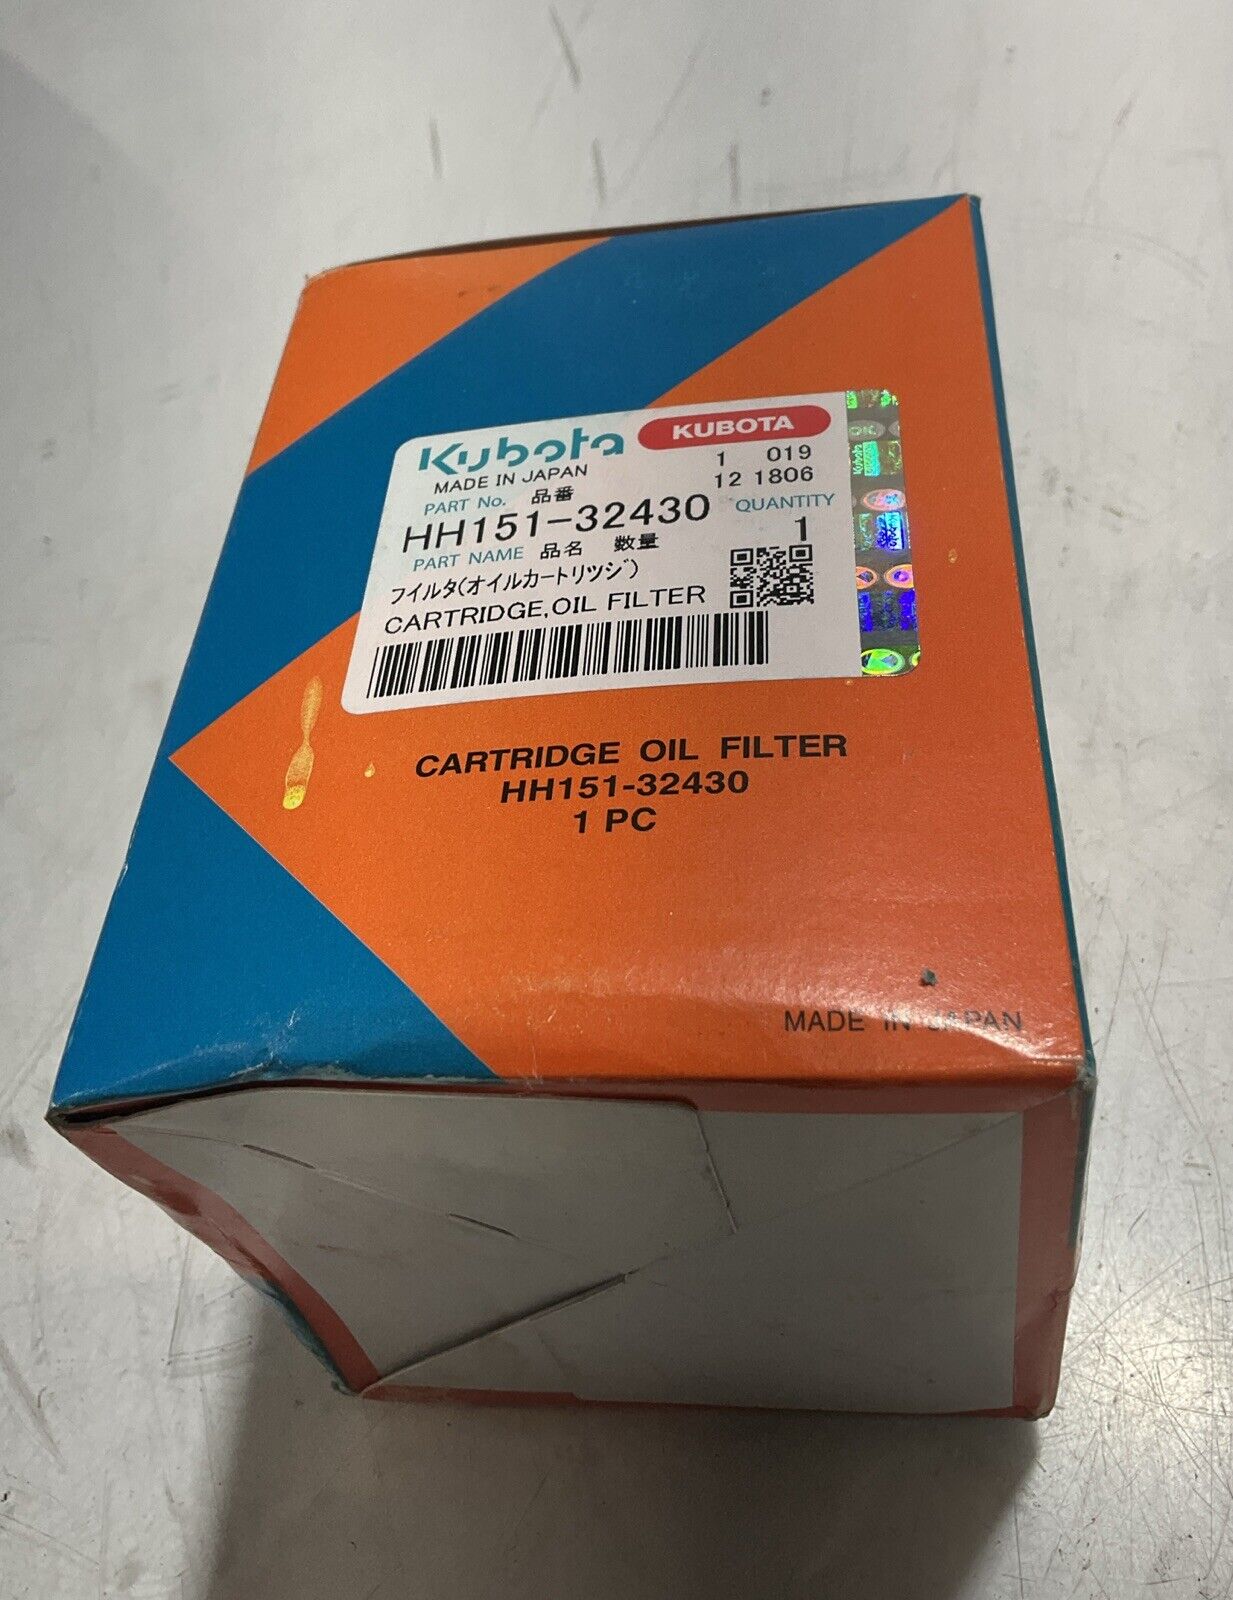 Kubota KUBOTA
MADE IN JAPAN 1 019
12 1806
PART No. 品番
HH151-32430 QUANTITY
PART NAME 品名 数量 1
フイルタ(オイルカートリツジ)
CARTRIDGE,OIL FILTER
CARTRIDGE OIL FILTER
HH151-32430
1 PC
MADE IN JAPAN